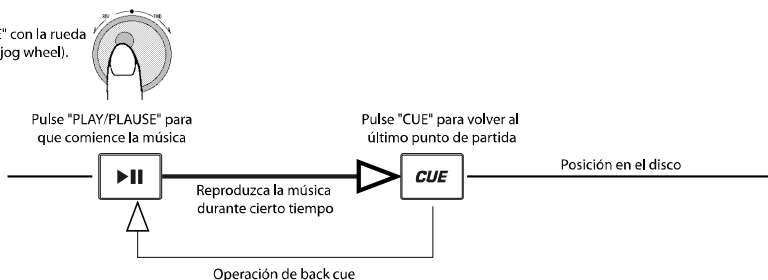 E" con la rueda
jog wheel).
REV FWD
Pulse "PLAY/PLAUSE" para
que comience la música
Pulse "CUE" para volver al
último punto de partida
CUE
Posición en el disco
Reproduzca la música
durante cierto tiempo
Operación de back cue